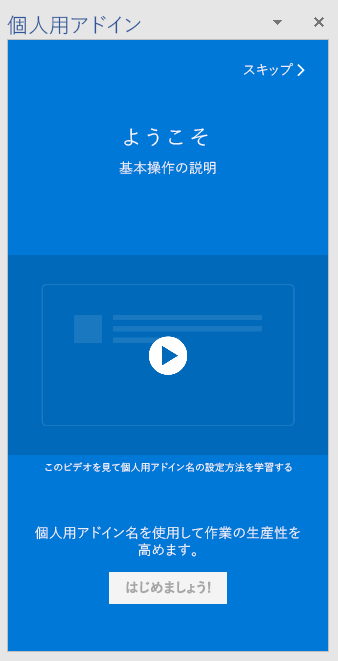 個人用アドイン
スキップ
ようこそ
基本操作の説明
このビデオを見て個人用アドイン名の設定方法を学習する
個人用アドイン名を使用して作業の生産性を
高めます。
はじめましょう!